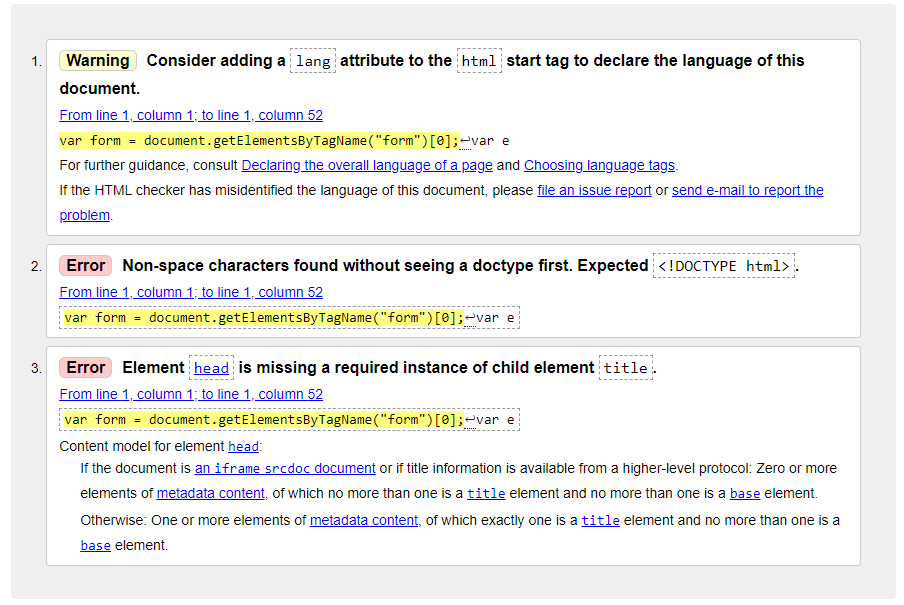 1. Warning Consider adding a lang attribute to the html start tag to declare the language of this
document.
From line 1, column 1; to line 1, column 52
var form = document.getElementsByTagName("form")[0];↩var e
For further guidance, consult Declaring the overall language of a page and Choosing language tags.
If the HTML checker has misidentified the language of this document, please file an issue report or send e-mail to report the
problem.
2. Error Non-space characters found without seeing a doctype first. Expected <!DOCTYPE html>.
From line 1, column 1; to line 1, column 52
var form = document.getElementsByTagName("form")[0];↩var e
3. Error Element head is missing a required instance of child element title.
From line 1, column 1; to line 1, column 52
var form = document.getElementsByTagName("form")[0];↩var e
Content model for element head:
If the document is an iframe srcdoc document or if title information is available from a higher-level protocol: Zero or more
elements of metadata content, of which no more than one is a title element and no more than one is a base element.
Otherwise: One or more elements of metadata content, of which exactly one is a title element and no more than one is a
base element.